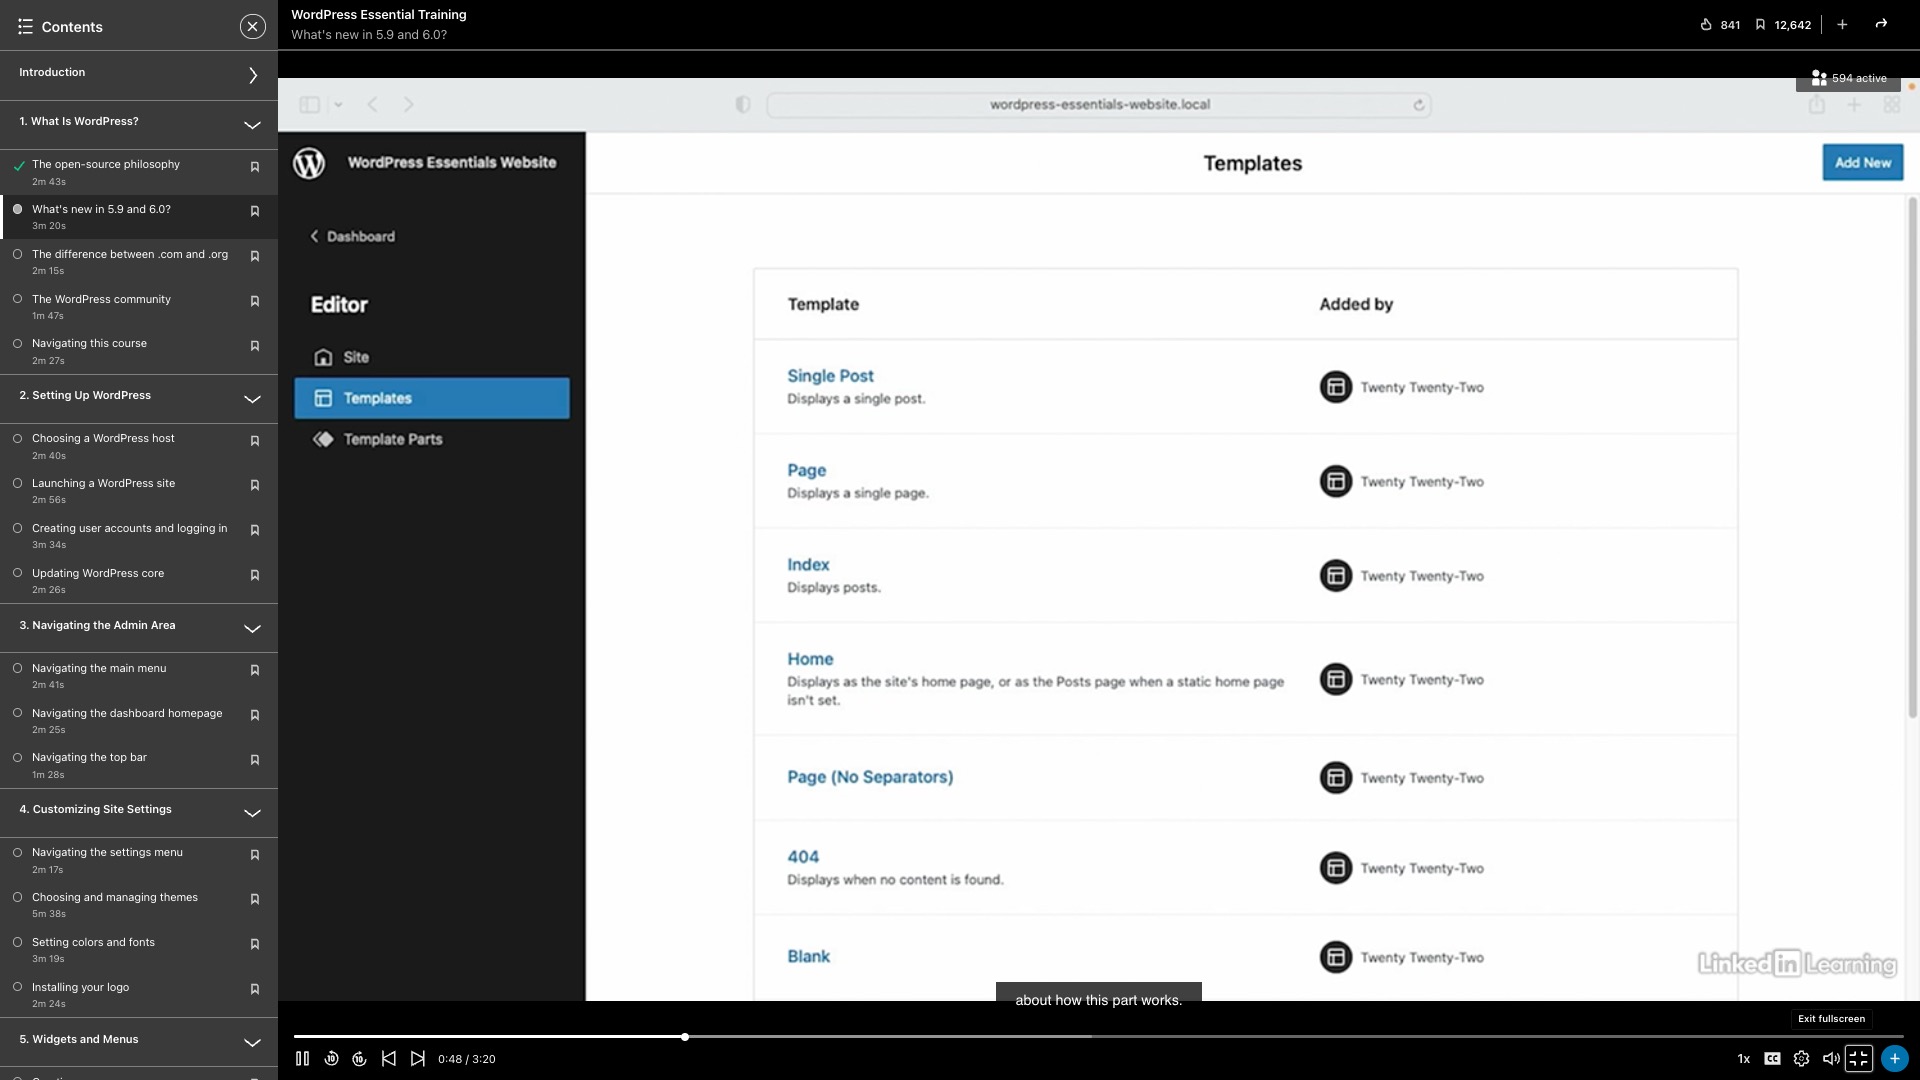 Contents
Introduction
1. What Is WordPress?
The open-source philosophy
2m 43s
What's new in 5.9 and 6.0?
3m 20s
The difference between .com and .org
2m 15s
The WordPress community
1m 47s
Navigating this course
2m 27s
2. Setting Up WordPress
Choosing a WordPress host
2m 40s
Launching a WordPress site
2m 56s
Creating user accounts and logging in
3m 34s
Updating WordPress core
2m 26s
3. Navigating the Admin Area
Navigating the main menu
2m 41s
Navigating the dashboard homepage
2m 25s
Navigating the top bar
1m 28s
4. Customizing Site Settings
Navigating the settings menu
2m 17s
Choosing and managing themes
5m 38s
Setting colors and fonts
3m 19s
Installing your logo
2m 24s
5. Widgets and Menus
WordPress Essential Training
What's new in 5.9 and 6.0?
841
12,642
594 active
wordpress-essentials-website.local
WordPress Essentials Website
Templates
Add New
Dashboard
Editor
Site
Templates
Template Parts
Template
Added by
Single Post
Displays a single post.
Twenty Twenty-Two
Page
Displays a single page.
Twenty Twenty-Two
Index
Displays posts.
Twenty Twenty-Two
Home
Displays as the site's home page, or as the Posts page when a static home page
isn't set.
Twenty Twenty-Two
Page (No Separators)
Twenty Twenty-Two
404
Displays when no content is found.
Twenty Twenty-Two
Blank
Twenty Twenty-Two
LinkedIn Learning
about how this part works.
Exit fullscreen
10
10
0:48 / 3:20
1x
CC